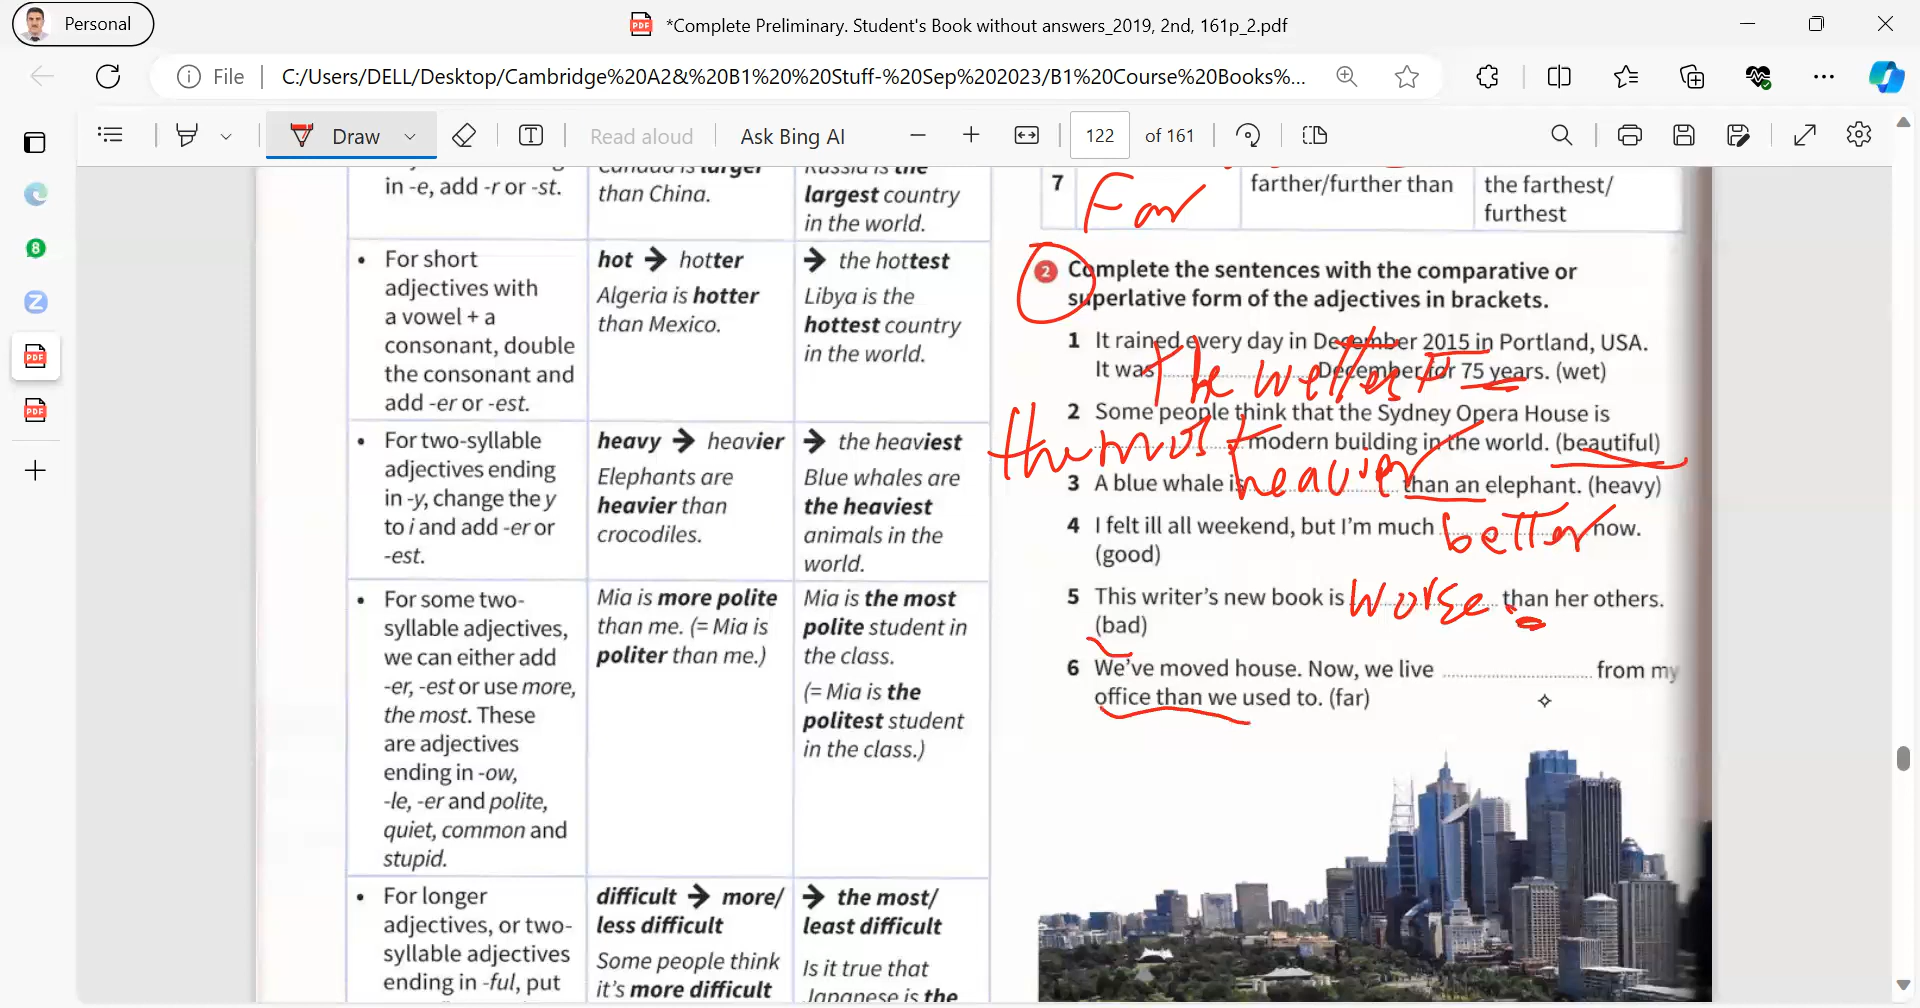 Personal
*Complete Preliminary. Student's Book without answers_2019, 2nd, 161p_2.pdf
File
C:/Users/DELL/Desktop/Cambridge%20A2&%20B1%20%20Stuff-%20Sep%202023/B1%20Course%20Books%...
Draw
Read aloud
Ask Bing AI
122
of 161
in -e, add -r or -st.
Canada is larger
than China.
Russia is the
largest country
in the world.
• For short
adjectives with
a vowel + a
consonant, double
the consonant and
add -er or -est.
hot → hotter
Algeria is hotter
than Mexico.
→ the hottest
Libya is the
hottest country
in the world.
• For two-syllable
adjectives ending
in -y, change the y
to i and add -er or
-est.
heavy → heavier
Elephants are
heavier than
crocodiles.
→ the heaviest
Blue whales are
the heaviest
animals in the
world.
• For some two-
syllable adjectives,
we can either add
-er, -est or use more,
the most. These
are adjectives
ending in -ow,
-le, -er and polite,
quiet, common and
stupid.
Mia is more polite
than me. (= Mia is
politer than me.)
Mia is the most
polite student in
the class.
(= Mia is the
politest student
in the class.)
• For longer
adjectives, or two-
syllable adjectives
ending in -ful, put
difficult → more/
less difficult
Some people think
it's more difficult
→ the most/
least difficult
Is it true that
Japanese is the
7
Far
farther/further than
the farthest/
furthest
2 Complete the sentences with the comparative or
superlative form of the adjectives in brackets.
1 It rained every day in December 2015 in Portland, USA.
It was the wettest December for 75 years. (wet)
2 Some people think that the Sydney Opera House is
the most modern building in the world. (beautiful)
3 A blue whale is heavier than an elephant. (heavy)
4 I felt ill all weekend, but I'm much better now.
(good)
5 This writer's new book is worse than her others.
(bad)
6 We've moved house. Now, we live .................... from my
office than we used to. (far)
8
PDF
PDF